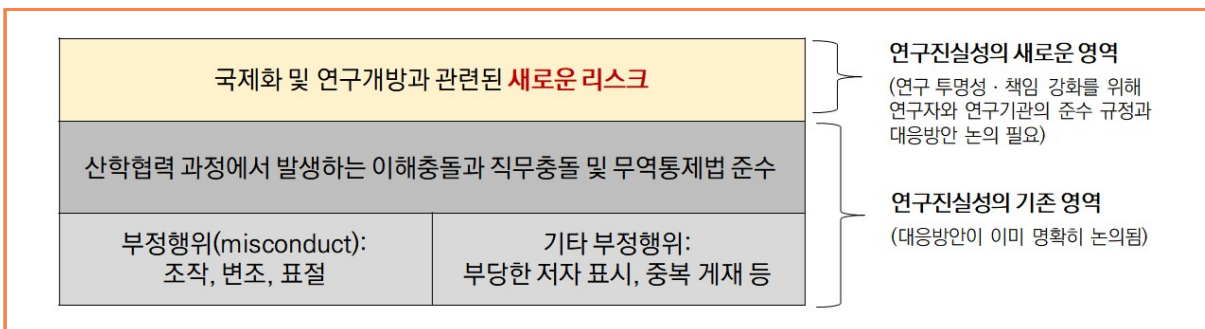 국제화 및 연구개방과 관련된 새로운 리스크
산학협력 과정에서 발생하는 이해충돌과 직무충돌 및 무역통제법 준수
부정행위(misconduct):
조작, 변조, 표절
기타 부정행위:
부당한 저자 표시, 중복 게재 등
연구진실성의 새로운 영역
(연구 투명성 · 책임 강화를 위해
연구자와 연구기관의 준수 규정과
대응방안 논의 필요)
연구진실성의 기존 영역
(대응방안이 이미 명확히 논의됨)